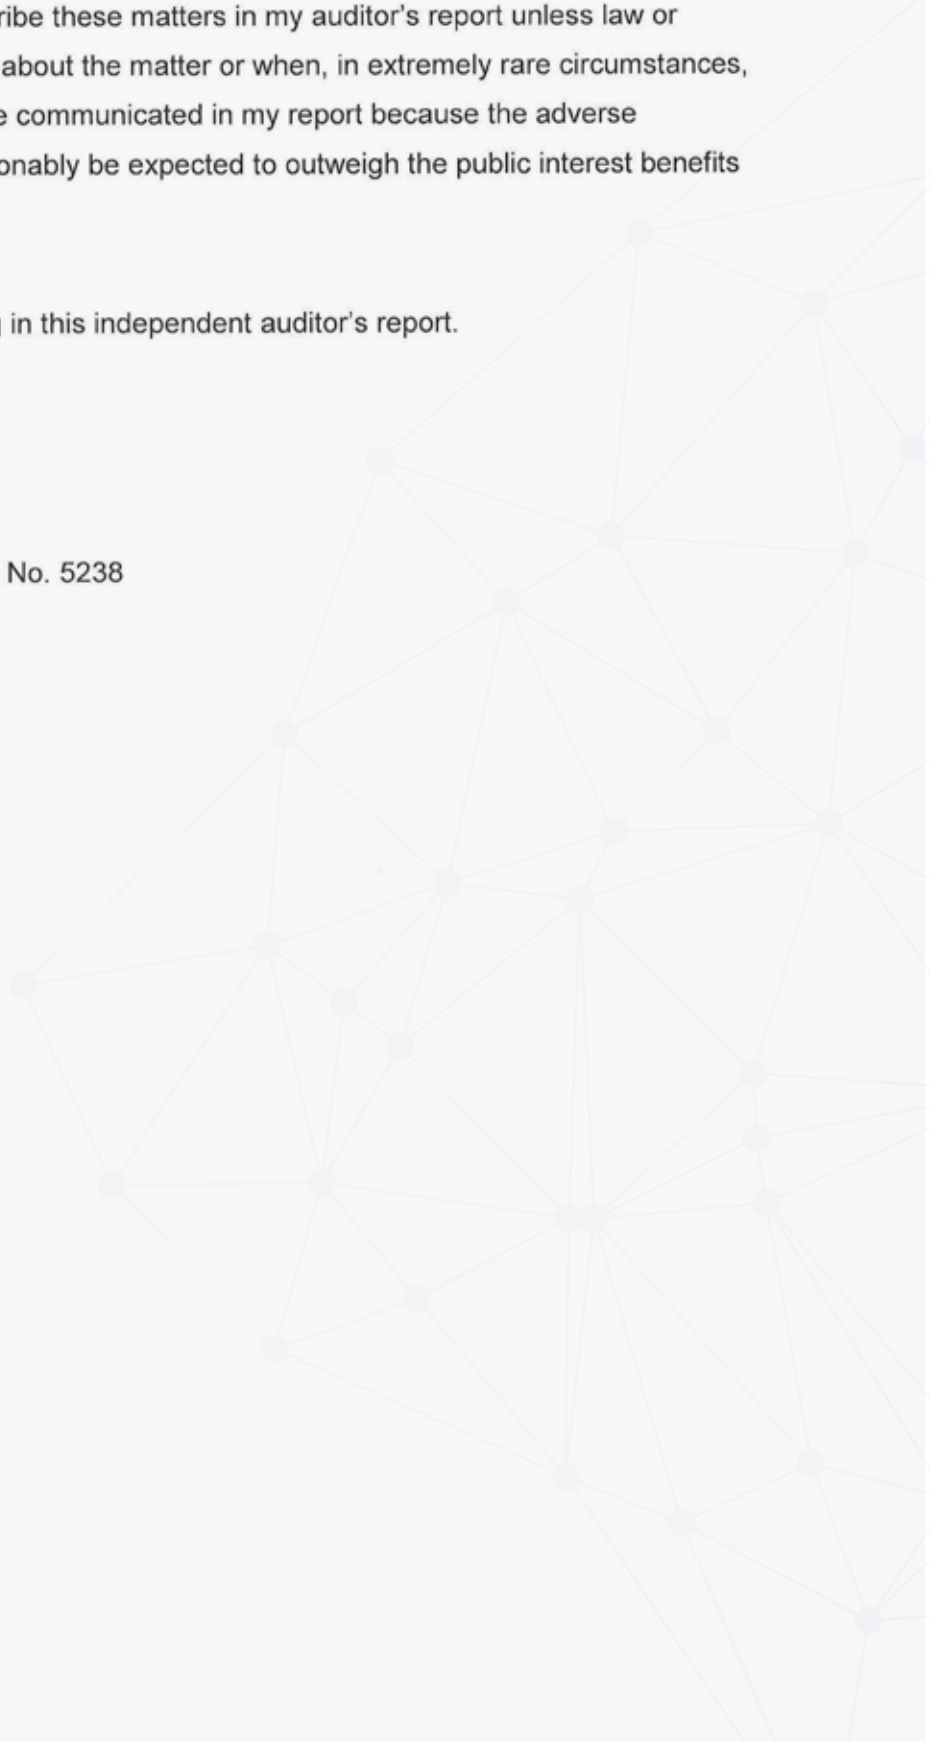 ribe these matters in my auditor's report unless law or
about the matter or when, in extremely rare circumstances,
e communicated in my report because the adverse
onably be expected to outweigh the public interest benefits
in this independent auditor's report.
No. 5238